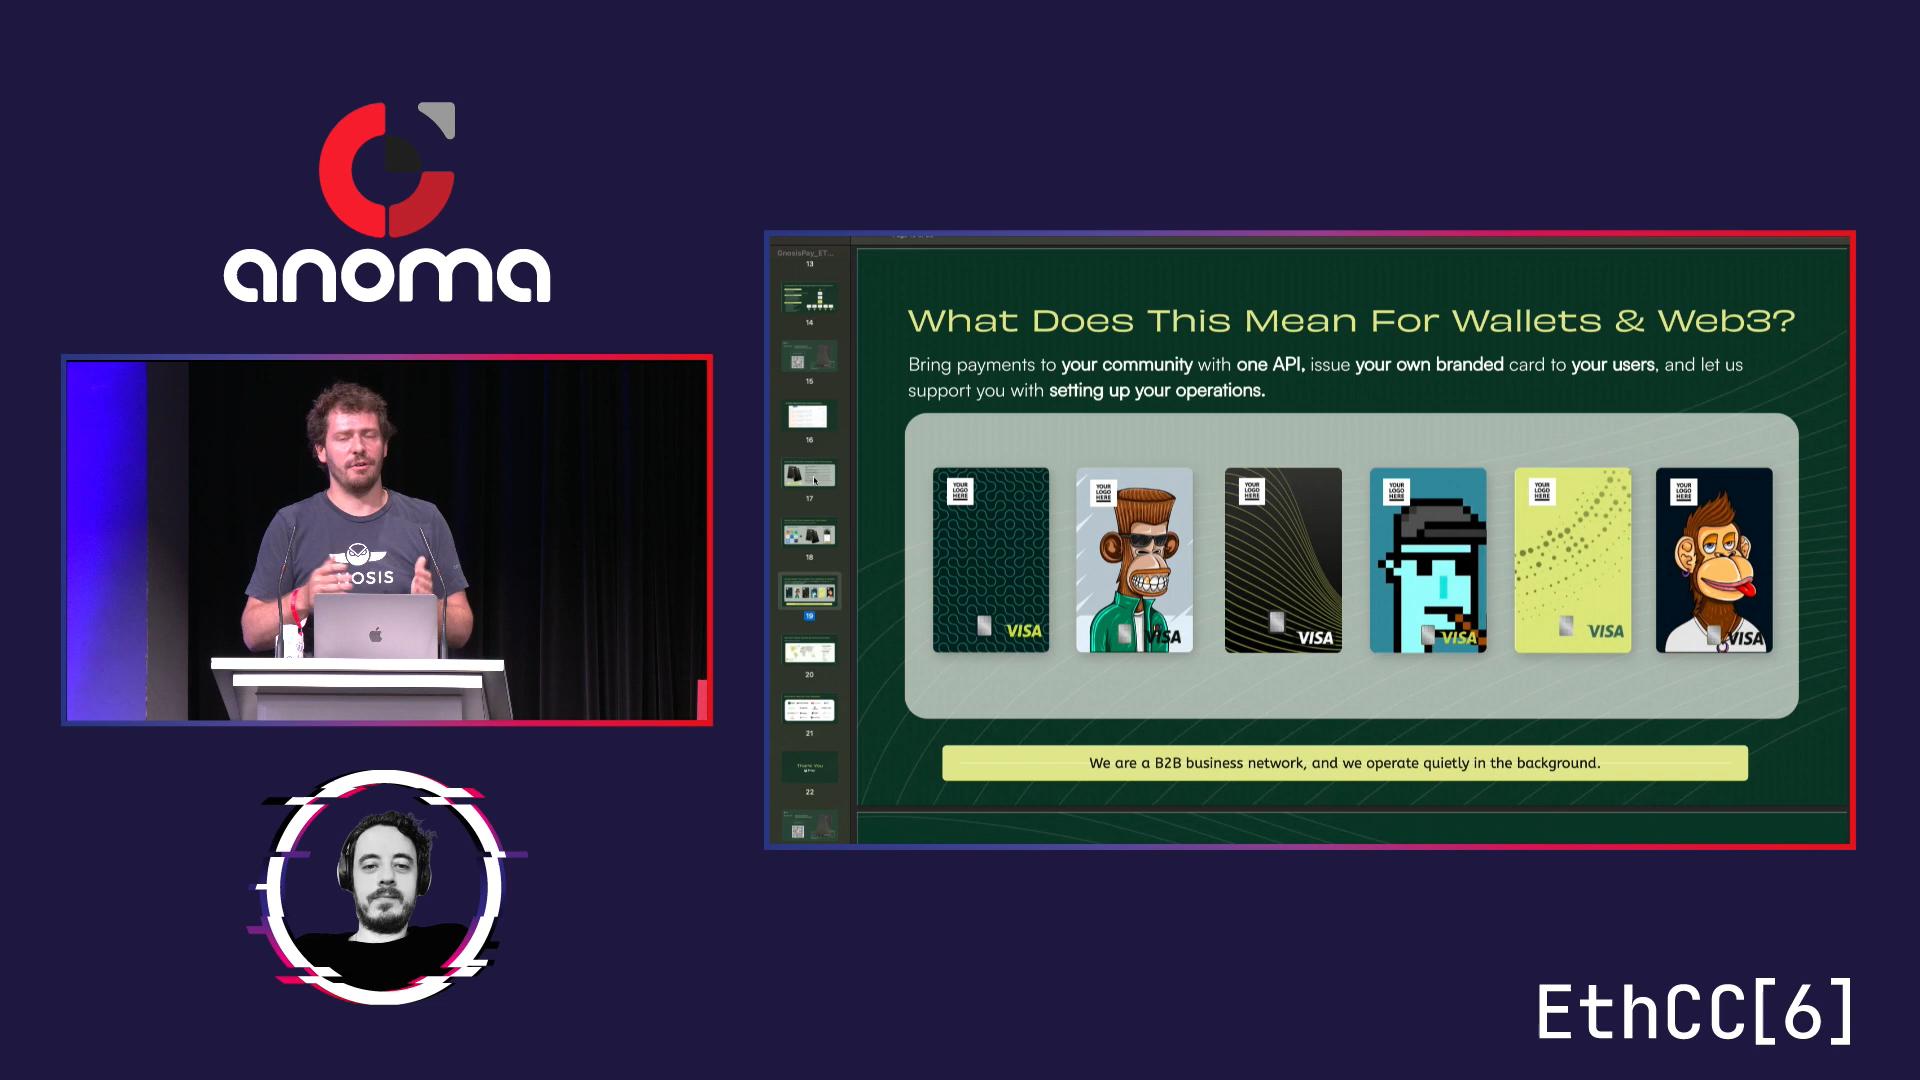 anoma
GNOSIS
GnosisPay_ET...
13
14
15
16
17
18
19
20
21
Thank You
22
What Does This Mean For Wallets & Web3?
Bring payments to your community with one API, issue your own branded card to your users, and let us
support you with setting up your operations.
YOUR
LOGO
HERE
VISA
YOUR
LOGO
HERE
VISA
YOUR
LOGO
HERE
VISA
YOUR
LOGO
HERE
VISA
YOUR
LOGO
HERE
VISA
YOUR
LOGO
HERE
VISA
We are a B2B business network, and we operate quietly in the background.
EthCC[6]